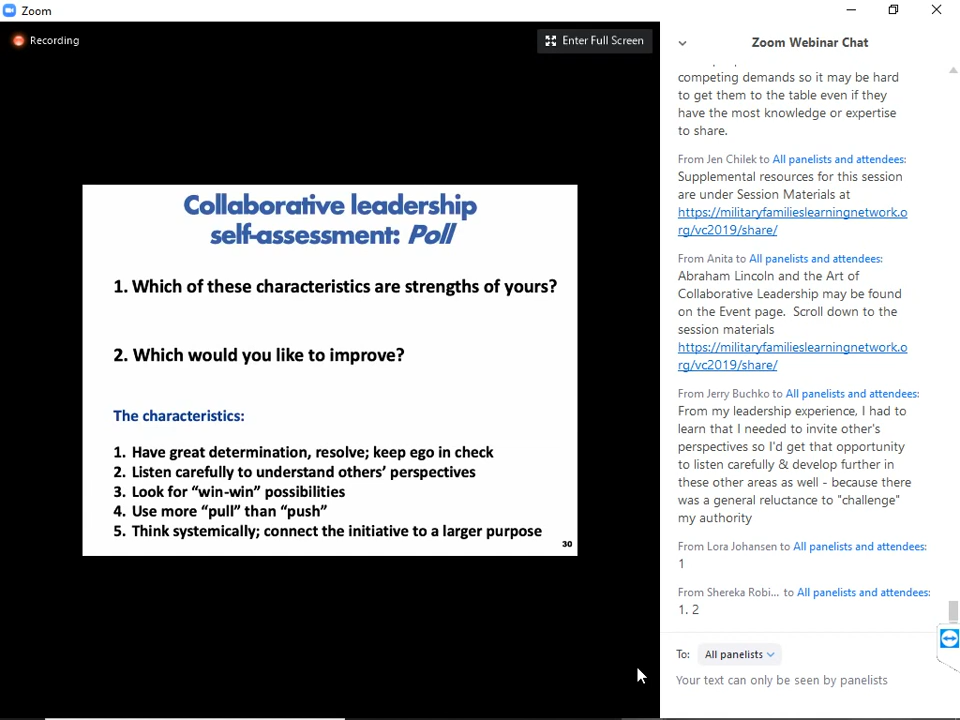 Zoom
Recording
Enter Full Screen
Collaborative leadership
self-assessment: Poll
1. Which of these characteristics are strengths of yours?
2. Which would you like to improve?
The characteristics:
1. Have great determination, resolve; keep ego in check
2. Listen carefully to understand others’ perspectives
3. Look for “win-win” possibilities
4. Use more “pull” than “push”
5. Think systemically; connect the initiative to a larger purpose
30
Zoom Webinar Chat
competing demands so it may be hard
to get them to the table even if they
have the most knowledge or expertise
to share.
From Jen Chilek to All panelists and attendees:
Supplemental resources for this session
are under Session Materials at
https://militaryfamilieslearningnetwork.o
rg/vc2019/share/
From Anita to All panelists and attendees:
Abraham Lincoln and the Art of
Collaborative Leadership may be found
on the Event page.  Scroll down to the
session materials
https://militaryfamilieslearningnetwork.o
rg/vc2019/share/
From Jerry Buchko to All panelists and attendees:
From my leadership experience, I had to
learn that I needed to invite other's
perspectives so I'd get that opportunity
to listen carefully & develop further in
these other areas as well - because there
was a general reluctance to "challenge"
my authority
From Lora Johansen to All panelists and attendees:
1
From Shereka Robi... to All panelists and attendees:
1. 2
To: All panelists
Your text can only be seen by panelists